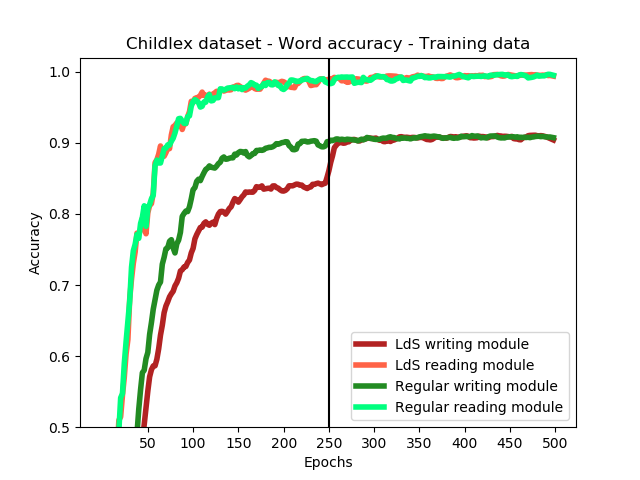 Childlex dataset - Word accuracy - Training data
1.0
0.9
0.8
0.7
0.6
0.5
Accuracy
50 100 150 200 250 300 350 400 450 500
Epochs
LdS writing module
LdS reading module
Regular writing module
Regular reading module